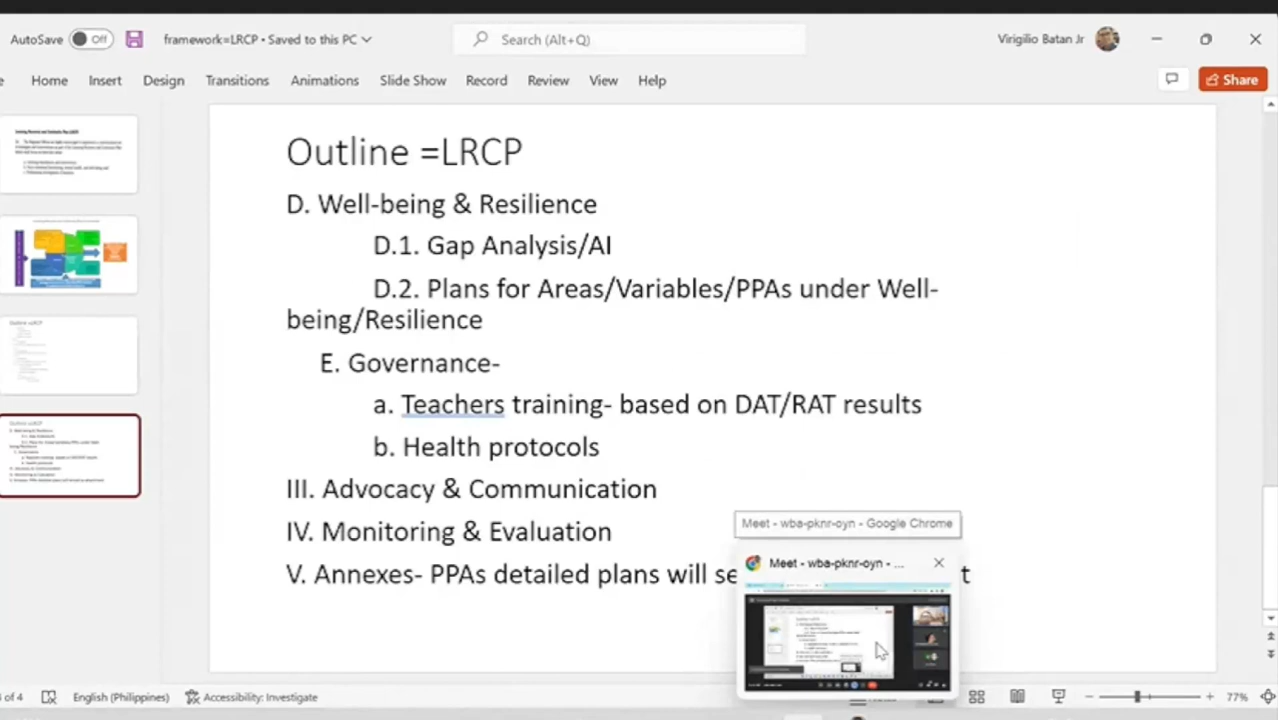 AutoSave Off framework=LRCP • Saved to this PC Search (Alt+Q) Virigilio Batan Jr
Home Insert Design Transitions Animations Slide Show Record Review View Help Share
Outline =LRCP
D. Well-being & Resilience
D.1. Gap Analysis/AI
D.2. Plans for Areas/Variables/PPAs under Well-
being/Resilience
E. Governance-
a. Teachers training- based on DAT/RAT results
b. Health protocols
III. Advocacy & Communication
IV. Monitoring & Evaluation
Meet - wba-pknr-oyn - Google Chrome
Meet - wba-pknr-oyn - ...
V. Annexes- PPAs detailed plans will
of 4 English (Philippines) Accessibility: Investigate 77%